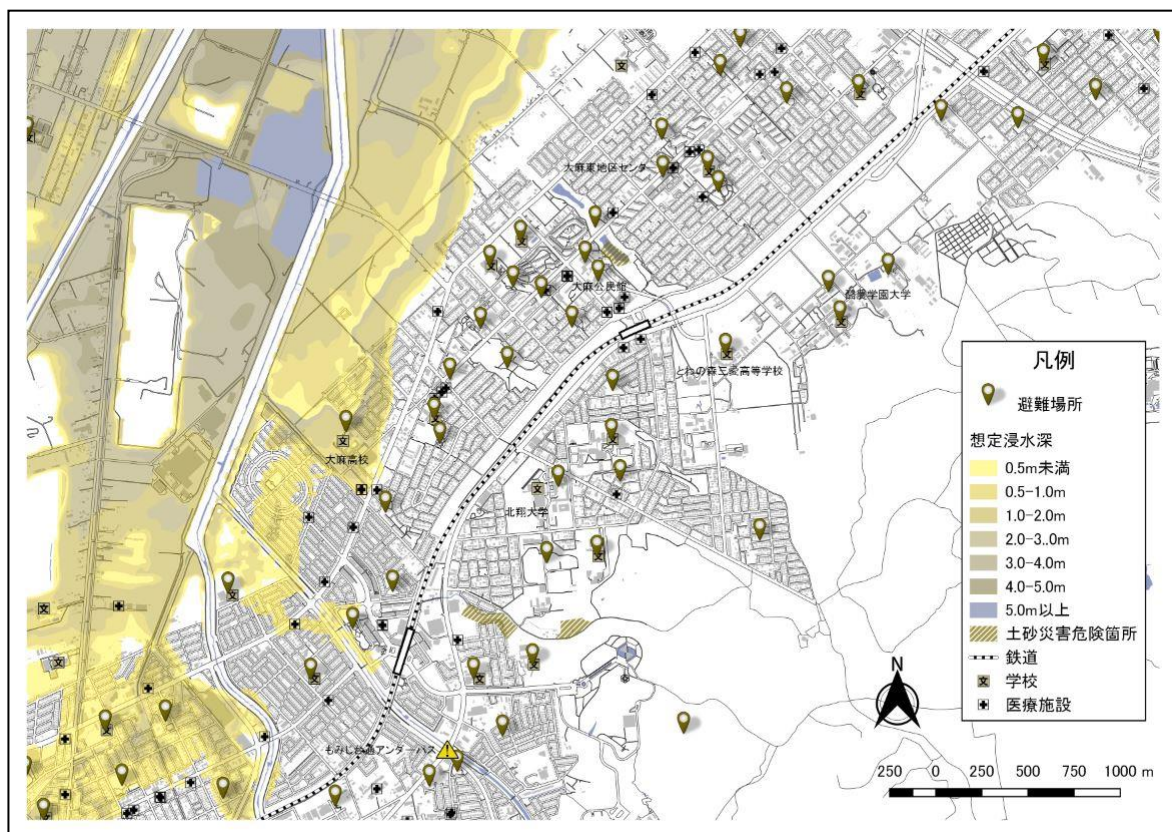 大麻東地区センター
大麻公民館
酪農学園大学
とわの森三愛高等学校
大麻高校
北翔大学
もみじ台通アンダーパス
凡例
避難場所
想定浸水深
0.5m未満
0.5-1.0m
1.0-2.0m
2.0-3.0m
3.0-4.0m
4.0-5.0m
5.0m以上
土砂災害危険箇所
鉄道
文 学校
医療施設
N
250 0 250 500 750 1000 m